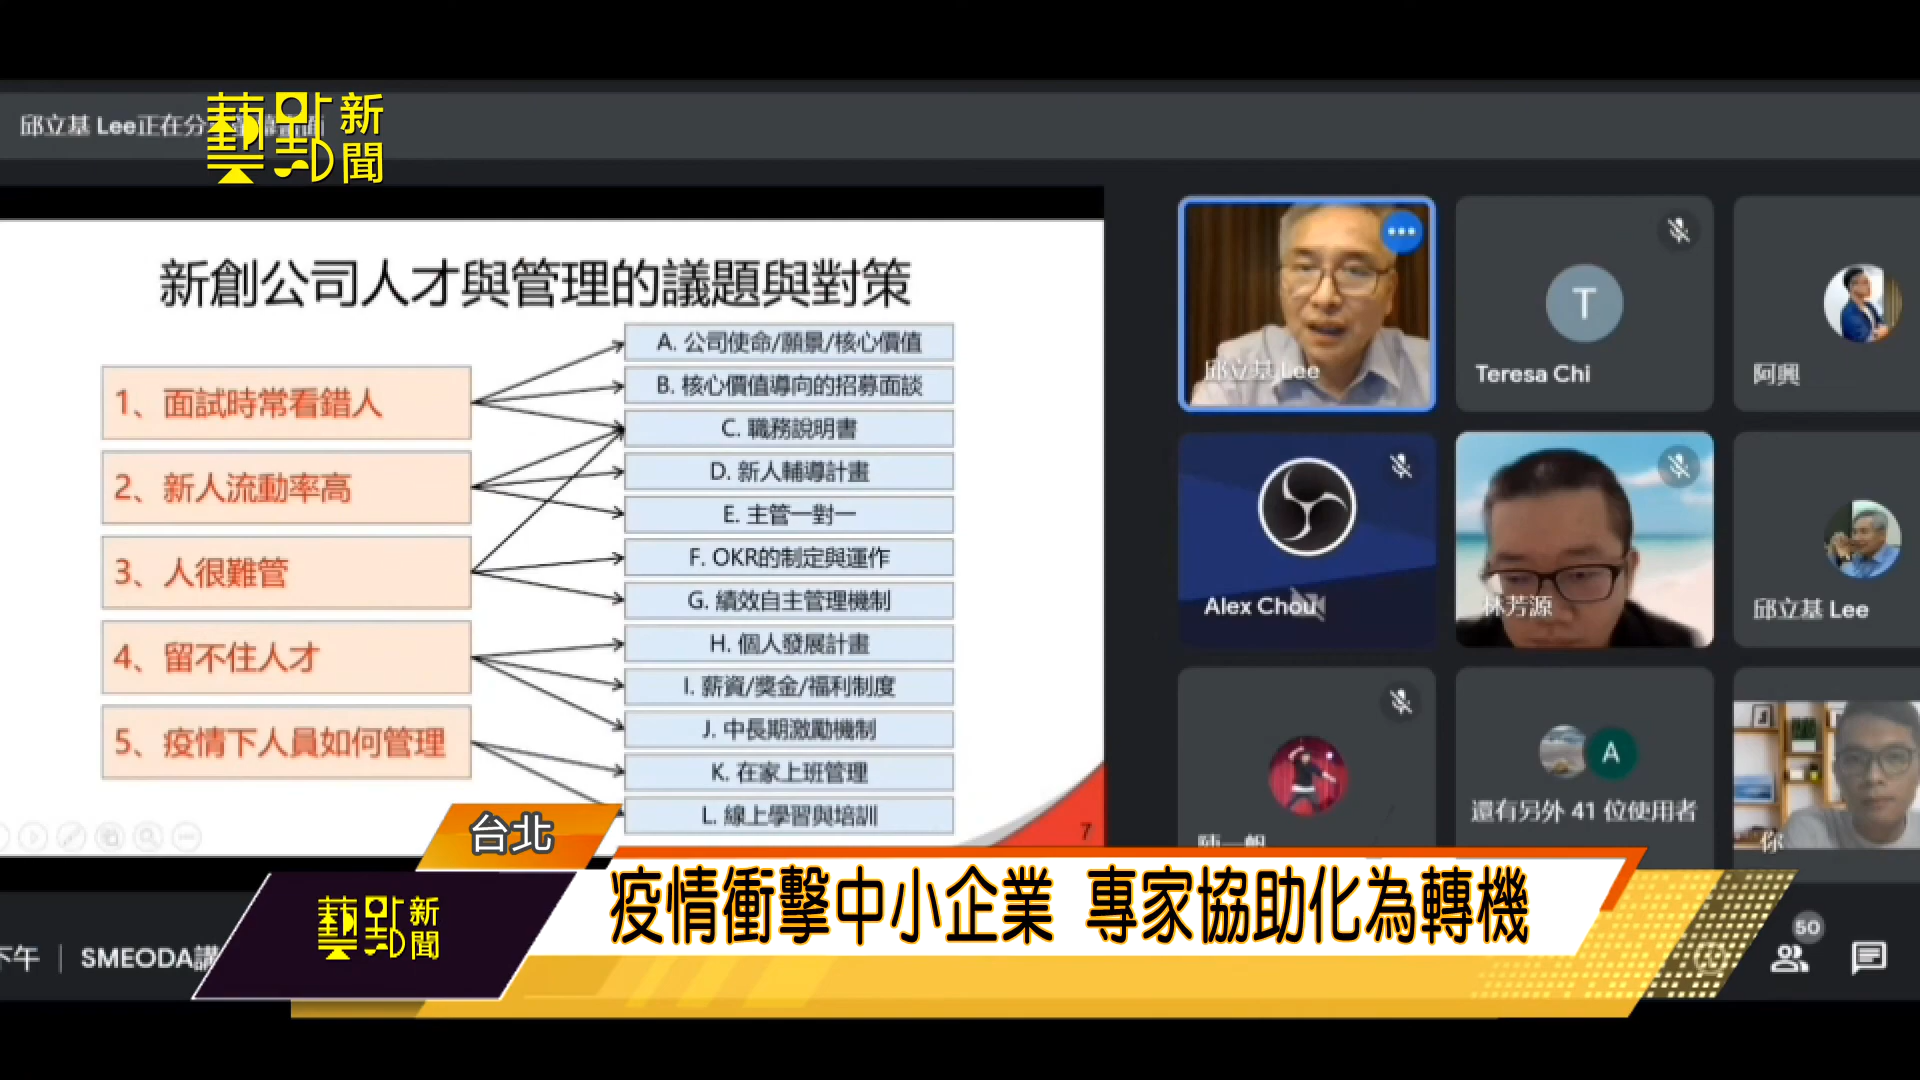 邱立基 Lee正在分
藝點新聞
新創公司人才與管理的議題與對策
1、面試時常看錯人
2、新人流動率高
3、人很難管
4、留不住人才
5、疫情下人員如何管理
A. 公司使命/願景/核心價值
B. 核心價值導向的招募面談
C. 職務說明書
D. 新人輔導計畫
E. 主管一對一
F. OKR的制定與運作
G. 績效自主管理機制
H. 個人發展計畫
I. 薪資/獎金/福利制度
J. 中長期激勵機制
K. 在家上班管理
L. 線上學習與培訓
7
邱立基 Lee
T
Teresa Chi
阿興
Alex Chou
林芳源
邱立基 Lee
A
還有另外 41 位使用者
你
台北
藝點新聞
疫情衝擊中小企業 專家協助化為轉機
下午 | SMEODA講
50